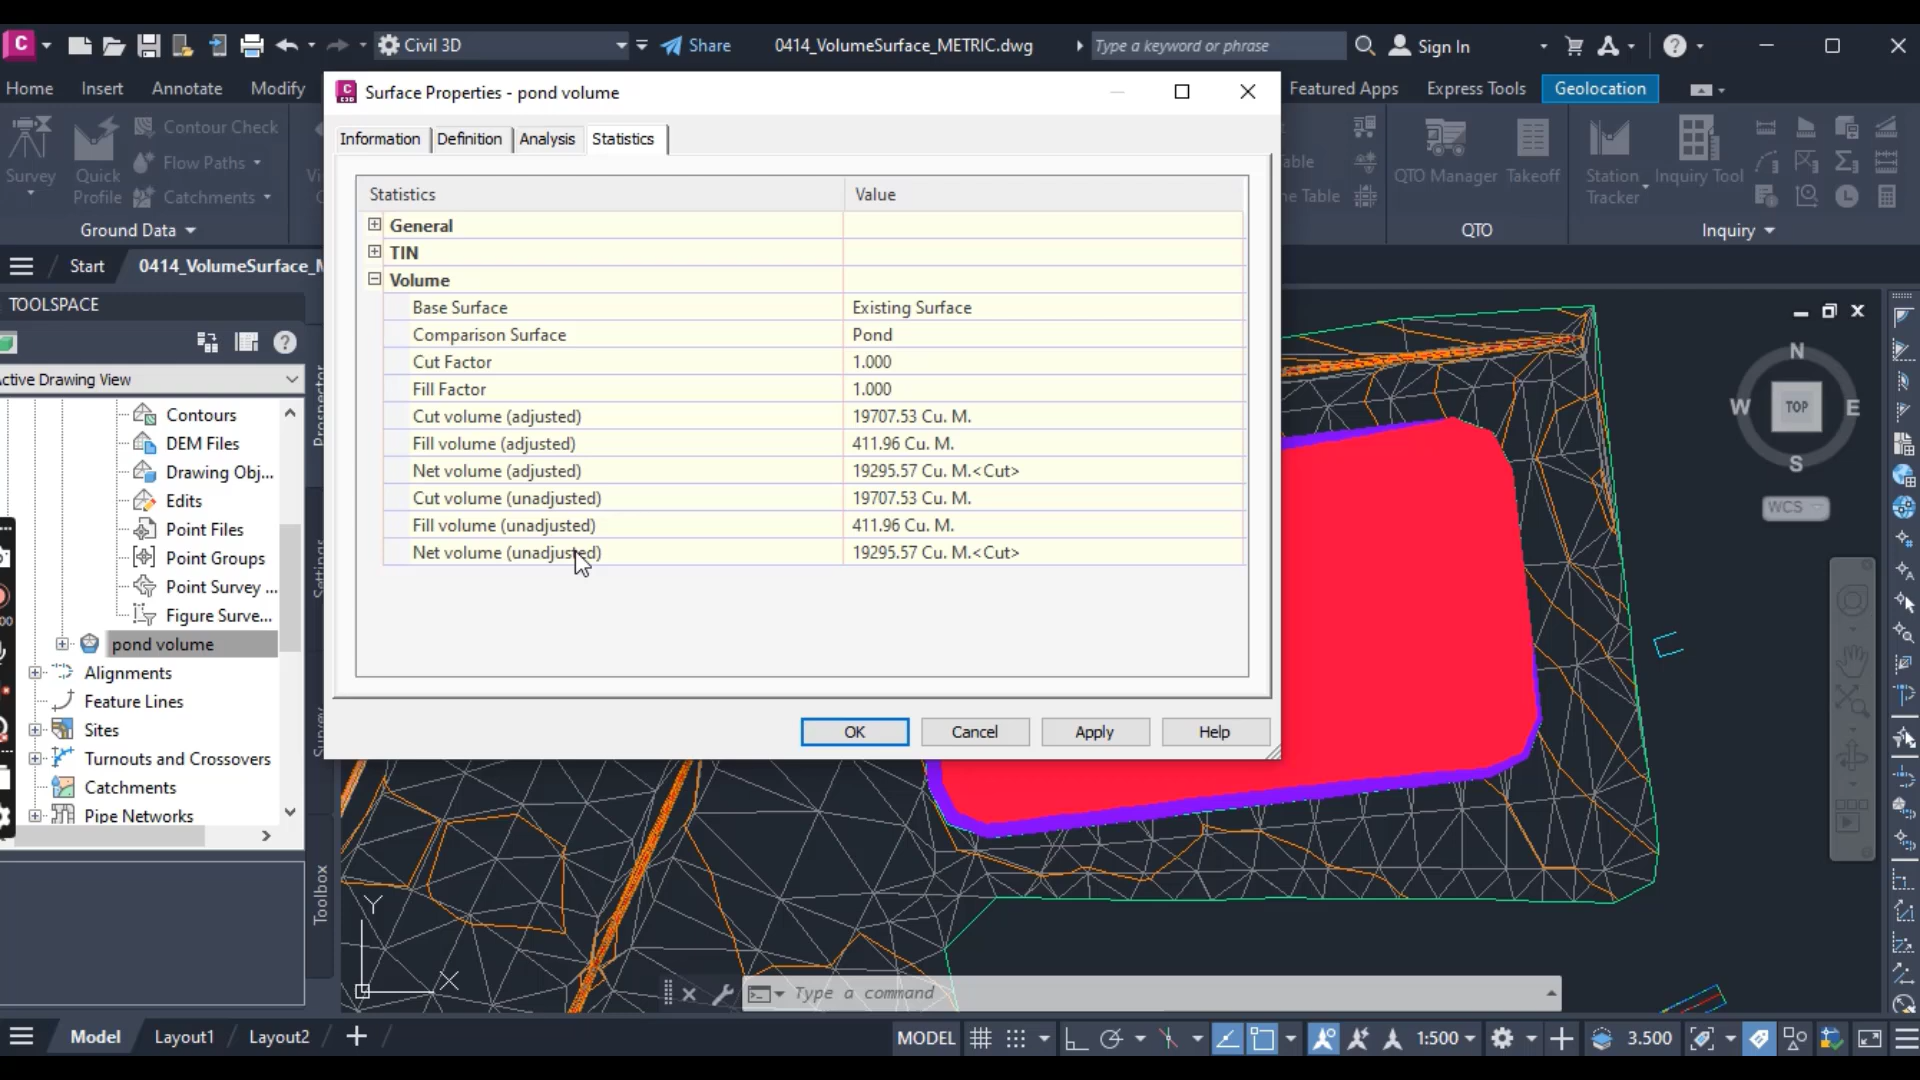 C
Civil 3D
Share
0414_VolumeSurface_METRIC.dwg
Type a keyword or phrase
Sign In
Home
Insert
Annotate
Modify
Featured Apps
Express Tools
Geolocation
Survey
Quick
Profile
Contour Check
Flow Paths
Catchments
Ground Data
QTO Manager
Takeoff
QTO
Station
Tracker
Inquiry Tool
Inquiry
Start
0414_VolumeSurface_M
TOOLSPACE
ctive Drawing View
Contours
DEM Files
Drawing Obj...
Edits
Point Files
Point Groups
Point Survey ...
Figure Surve...
pond volume
Alignments
Feature Lines
Sites
Turnouts and Crossovers
Catchments
Pipe Networks
Prospector
Settings
Survey
Toolbox
Surface Properties - pond volume
Information
Definition
Analysis
Statistics
Statistics
Value
General
TIN
Volume
Base Surface
Existing Surface
Comparison Surface
Pond
Cut Factor
1.000
Fill Factor
1.000
Cut volume (adjusted)
19707.53 Cu. M.
Fill volume (adjusted)
411.96 Cu. M.
Net volume (adjusted)
19295.57 Cu. M.<Cut>
Cut volume (unadjusted)
19707.53 Cu. M.
Fill volume (unadjusted)
411.96 Cu. M.
Net volume (unadjusted)
19295.57 Cu. M.<Cut>
OK
Cancel
Apply
Help
N
W
TOP
E
S
WCS
Y
X
Type a command
Model
Layout1
Layout2
MODEL
1:500
3.500